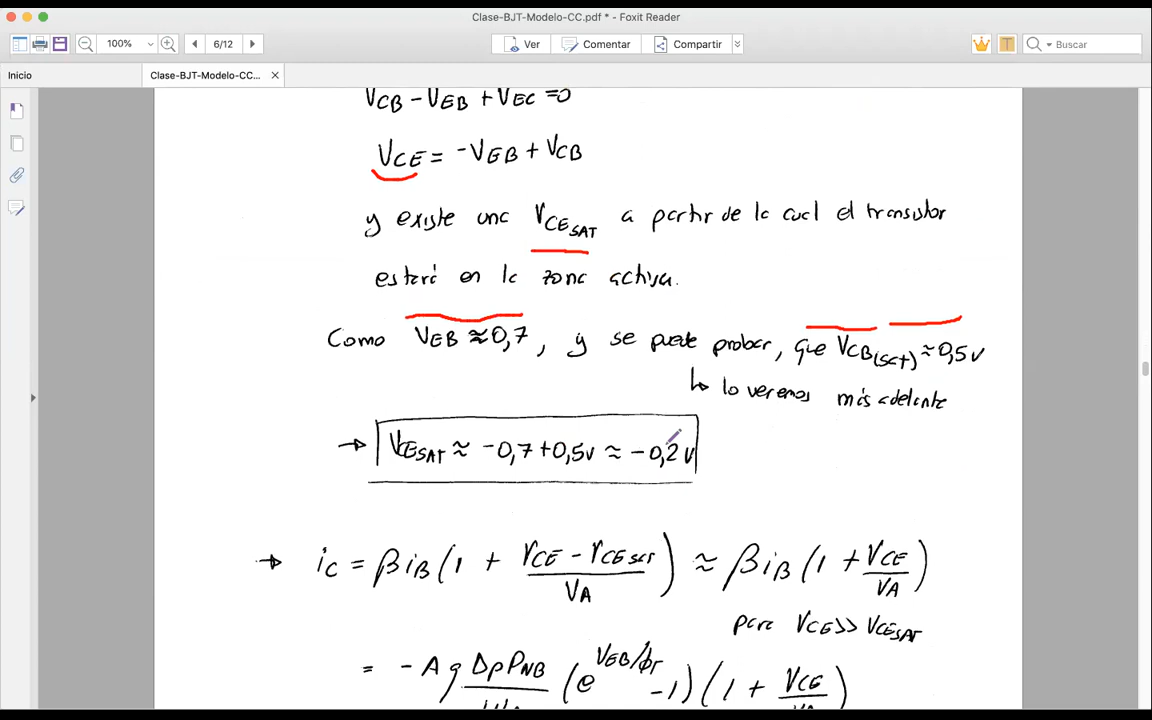 Clase-BJT-Modelo-CC.pdf * - Foxit Reader
100% 6/12 Ver Comentar Compartir Buscar
Inicio Clase-BJT-Modelo-CC...
VCB - VEB + VEC = 0
VCE = -VEB + VCB
y existe una VCESAT a partir de la cual el transistor
estará en la zona activa.
Como VEB ≈ 0,7, y se puede probar, que VCB(sat) ≈ 0,5v
↳ lo veremos más adelante
→ VCESAT ≈ -0,7 + 0,5v ≈ -0,2v
→ iC = βiB (1 + (VCE - VCEsat)/VA) ≈ βiB (1 + VCE/VA)
para VCE >> VCESAT
= -A q Dp PNB (e^VEB/ϕT - 1) (1 + VCE